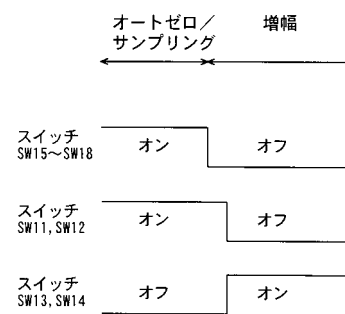 オートゼロ／ 増幅
サンプリング
スイッチ
SW15～SW18
オン オフ
スイッチ
SW11,SW12
オン オフ
スイッチ
SW13,SW14
オフ オン